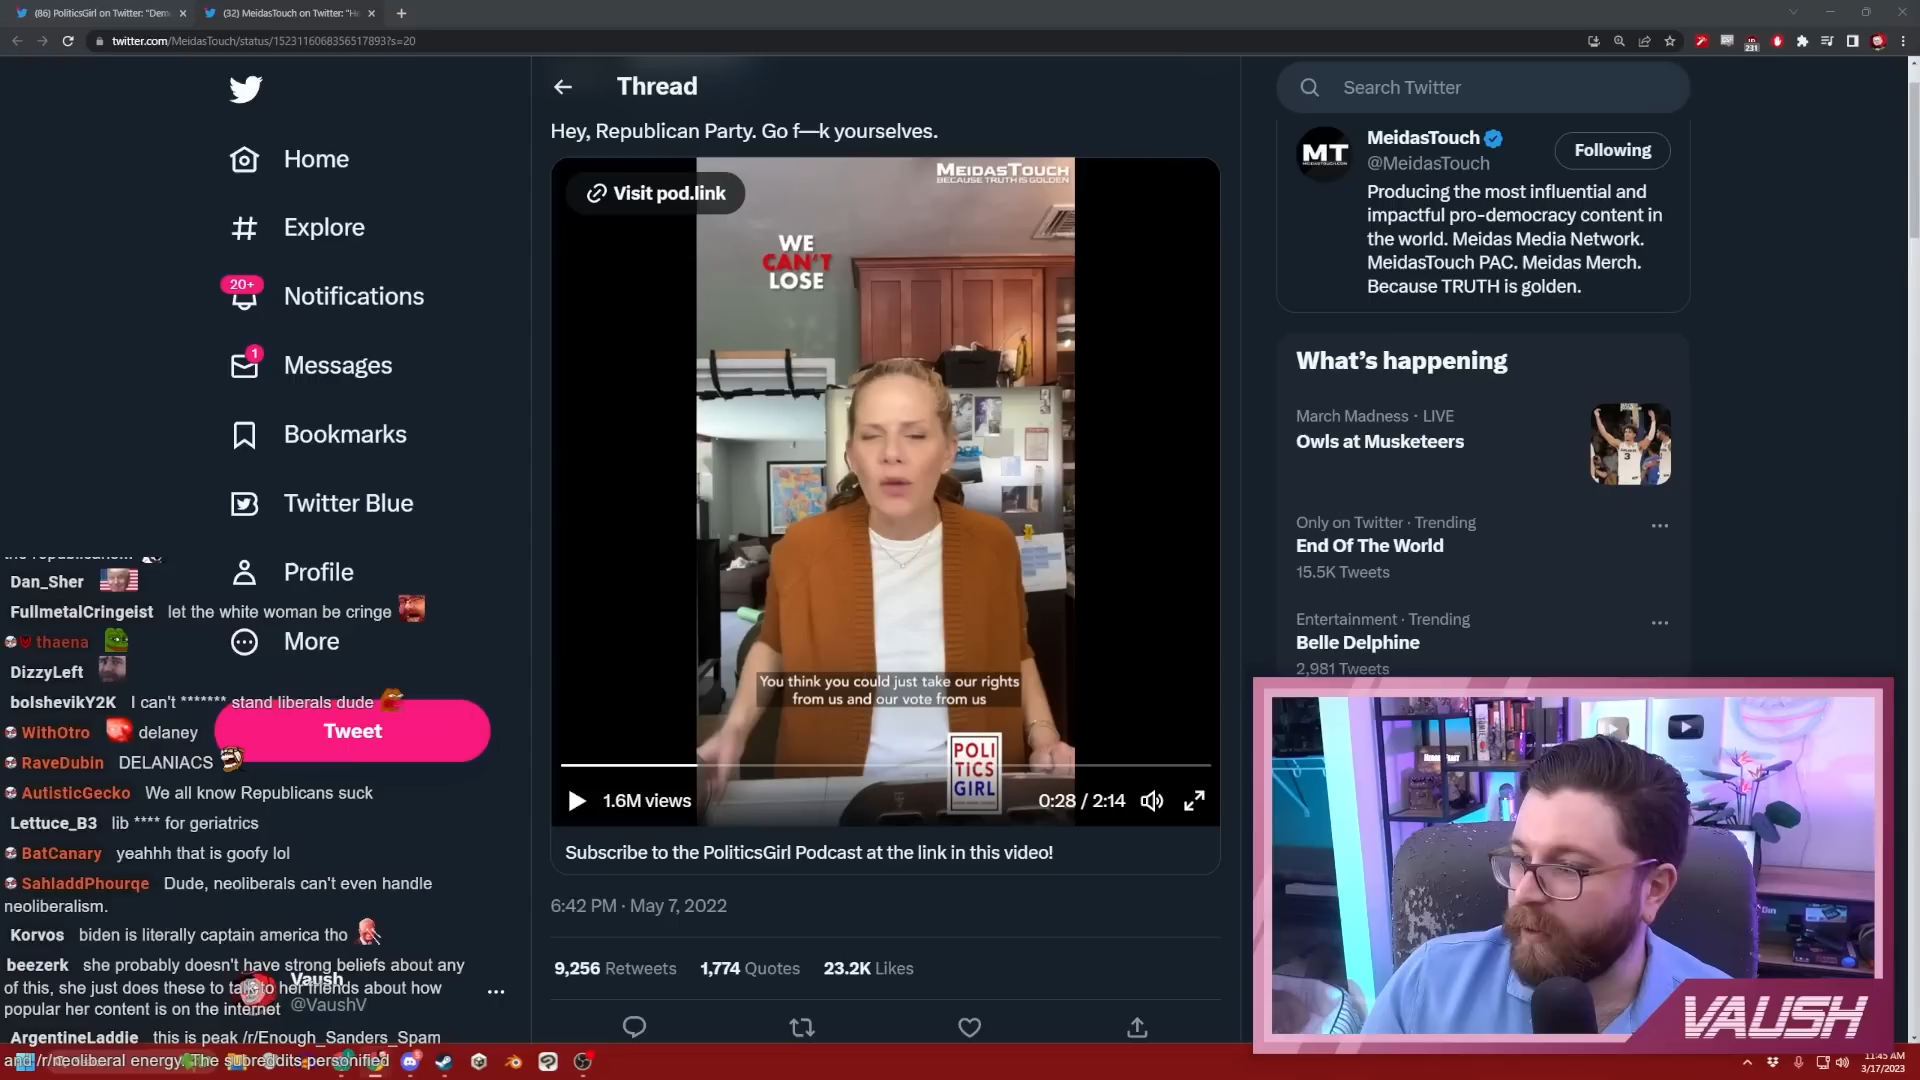 (86) PoliticsGirl on Twitter: "Dem
(32) MeidasTouch on Twitter: "H
twitter.com/MeidasTouch/status/1523116068356517893?s=20
231
Home
Explore
20+
Notifications
1
Messages
Bookmarks
Twitter Blue
Profile
More
Tweet
Vaush
@VaushV
Dan_Sher
FullmetalCringeist let the white woman be cringe
thaena
DizzyLeft
bolshevikY2K I can't ******* stand liberals dude
WithOtro delaney
RaveDubin DELANIACS
AutisticGecko We all know Republicans suck
Lettuce_B3 lib **** for geriatrics
BatCanary yeahhh that is goofy lol
SahladdPhourqe Dude, neoliberals can't even handle
neoliberalism.
Korvos biden is literally captain america tho
beezerk she probably doesn't have strong beliefs about any
of this, she just does these to talk to her friends about how
popular her content is on the internet
ArgentineLaddie this is peak /r/Enough_Sanders_Spam
and /r/neoliberal energy. The subreddits personified
Thread
Hey, Republican Party. Go f—k yourselves.
Visit pod.link
MEIDASTOUCH
BECAUSE TRUTH IS GOLDEN
WE
CAN'T
LOSE
You think you could just take our rights
from us and our vote from us
POLI
TICS
GIRL
1.6M views
0:28 / 2:14
Subscribe to the PoliticsGirl Podcast at the link in this video!
6:42 PM · May 7, 2022
9,256 Retweets 1,774 Quotes 23.2K Likes
Search Twitter
MT
MeidasTouch
@MeidasTouch
Following
Producing the most influential and
impactful pro-democracy content in
the world. Meidas Media Network.
MeidasTouch PAC. Meidas Merch.
Because TRUTH is golden.
What's happening
March Madness · LIVE
Owls at Musketeers
3
Only on Twitter · Trending
End Of The World
15.5K Tweets
Entertainment · Trending
Belle Delphine
2,981 Tweets
VAUSH
11:45 AM
3/17/2023